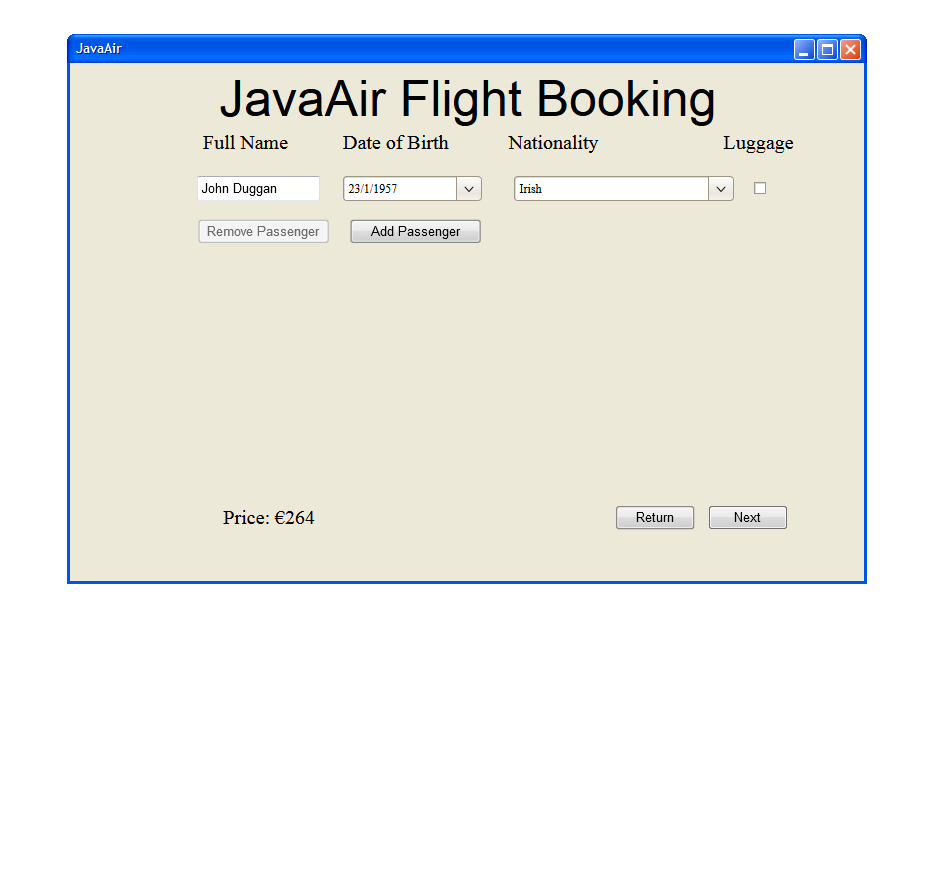 JavaAir
JavaAir Flight Booking
Full Name Date of Birth Nationality Luggage
John Duggan 23/1/1957 Irish
Remove Passenger Add Passenger
Price: €264 Return Next